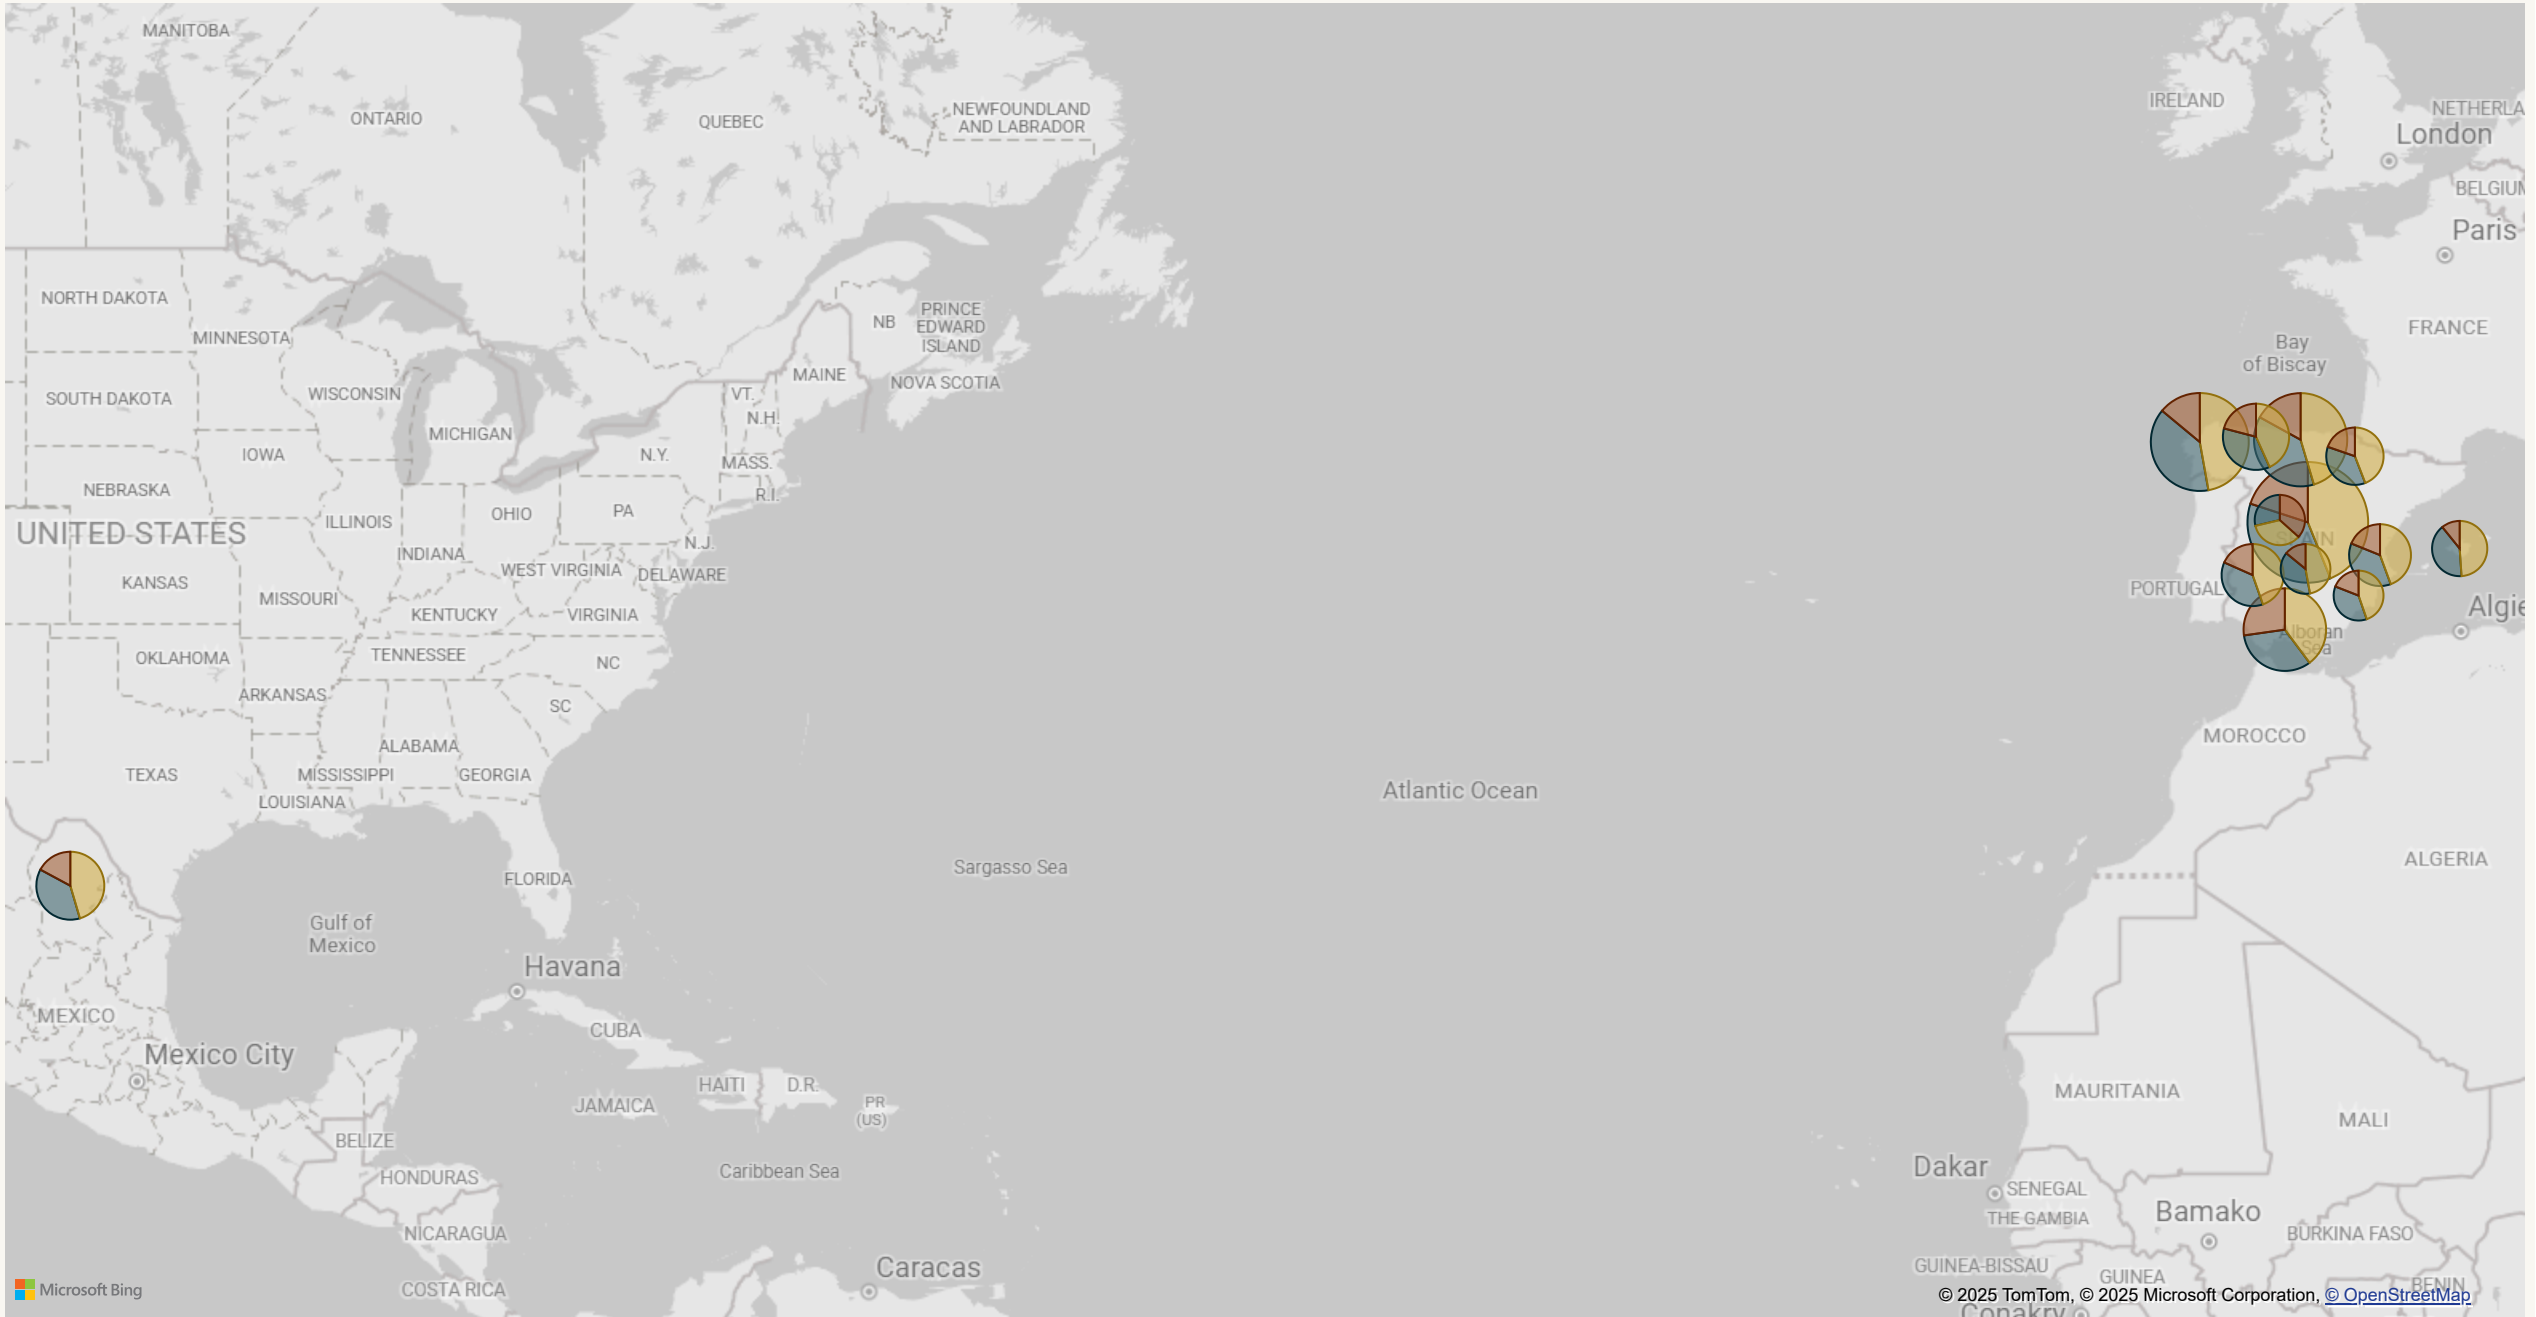 MANITOBA
ONTARIO
QUEBEC
NEWFOUNDLAND
AND LABRADOR
IRELAND
NETHERLA
London
BELGIUM
Paris
NORTH DAKOTA
MINNESOTA
NB
PRINCE
EDWARD
ISLAND
FRANCE
Bay
of Biscay
SOUTH DAKOTA
WISCONSIN
MAINE
NOVA SCOTIA
VT.
N.H.
MICHIGAN
IOWA
N.Y.
MASS.
NEBRASKA
R.I.
ILLINOIS
OHIO
PA
UNITED STATES
N.J.
SPAIN
INDIANA
WEST VIRGINIA
DELAWARE
KANSAS
MISSOURI
KENTUCKY
VIRGINIA
PORTUGAL
Algie
Alboran
Sea
OKLAHOMA
TENNESSEE
NC
ARKANSAS
SC
MOROCCO
ALABAMA
TEXAS
MISSISSIPPI
GEORGIA
LOUISIANA
Atlantic Ocean
Sargasso Sea
FLORIDA
ALGERIA
Gulf of
Mexico
Havana
MEXICO
CUBA
Mexico City
HAITI
D.R.
JAMAICA
PR
(US)
MAURITANIA
MALI
BELIZE
HONDURAS
Caribbean Sea
Dakar
SENEGAL
THE GAMBIA
Bamako
NICARAGUA
BURKINA FASO
Caracas
GUINEA-BISSAU
GUINEA
BENIN
COSTA RICA
Microsoft Bing
© 2025 TomTom, © 2025 Microsoft Corporation, © OpenStreetMap
Conakry